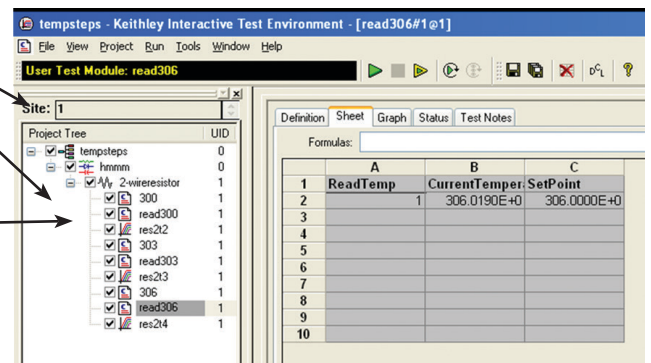 tempsteps - Keithley Interactive Test Environment - [read306#1@1]
File View Project Run Tools Window Help
User Test Module: read306
Site: 1
Project Tree UID
tempsteps 0
hmmm 0
2-wireresistor 1
300 1
read300 1
res2t2 1
303 1
read303 1
res2t3 1
306 1
read306 1
res2t4 1
Definition Sheet Graph Status Test Notes
Formulas:
A B C
1 ReadTemp CurrentTemper SetPoint
2 1 306.0190E+0 306.0000E+0
3
4
5
6
7
8
9
10